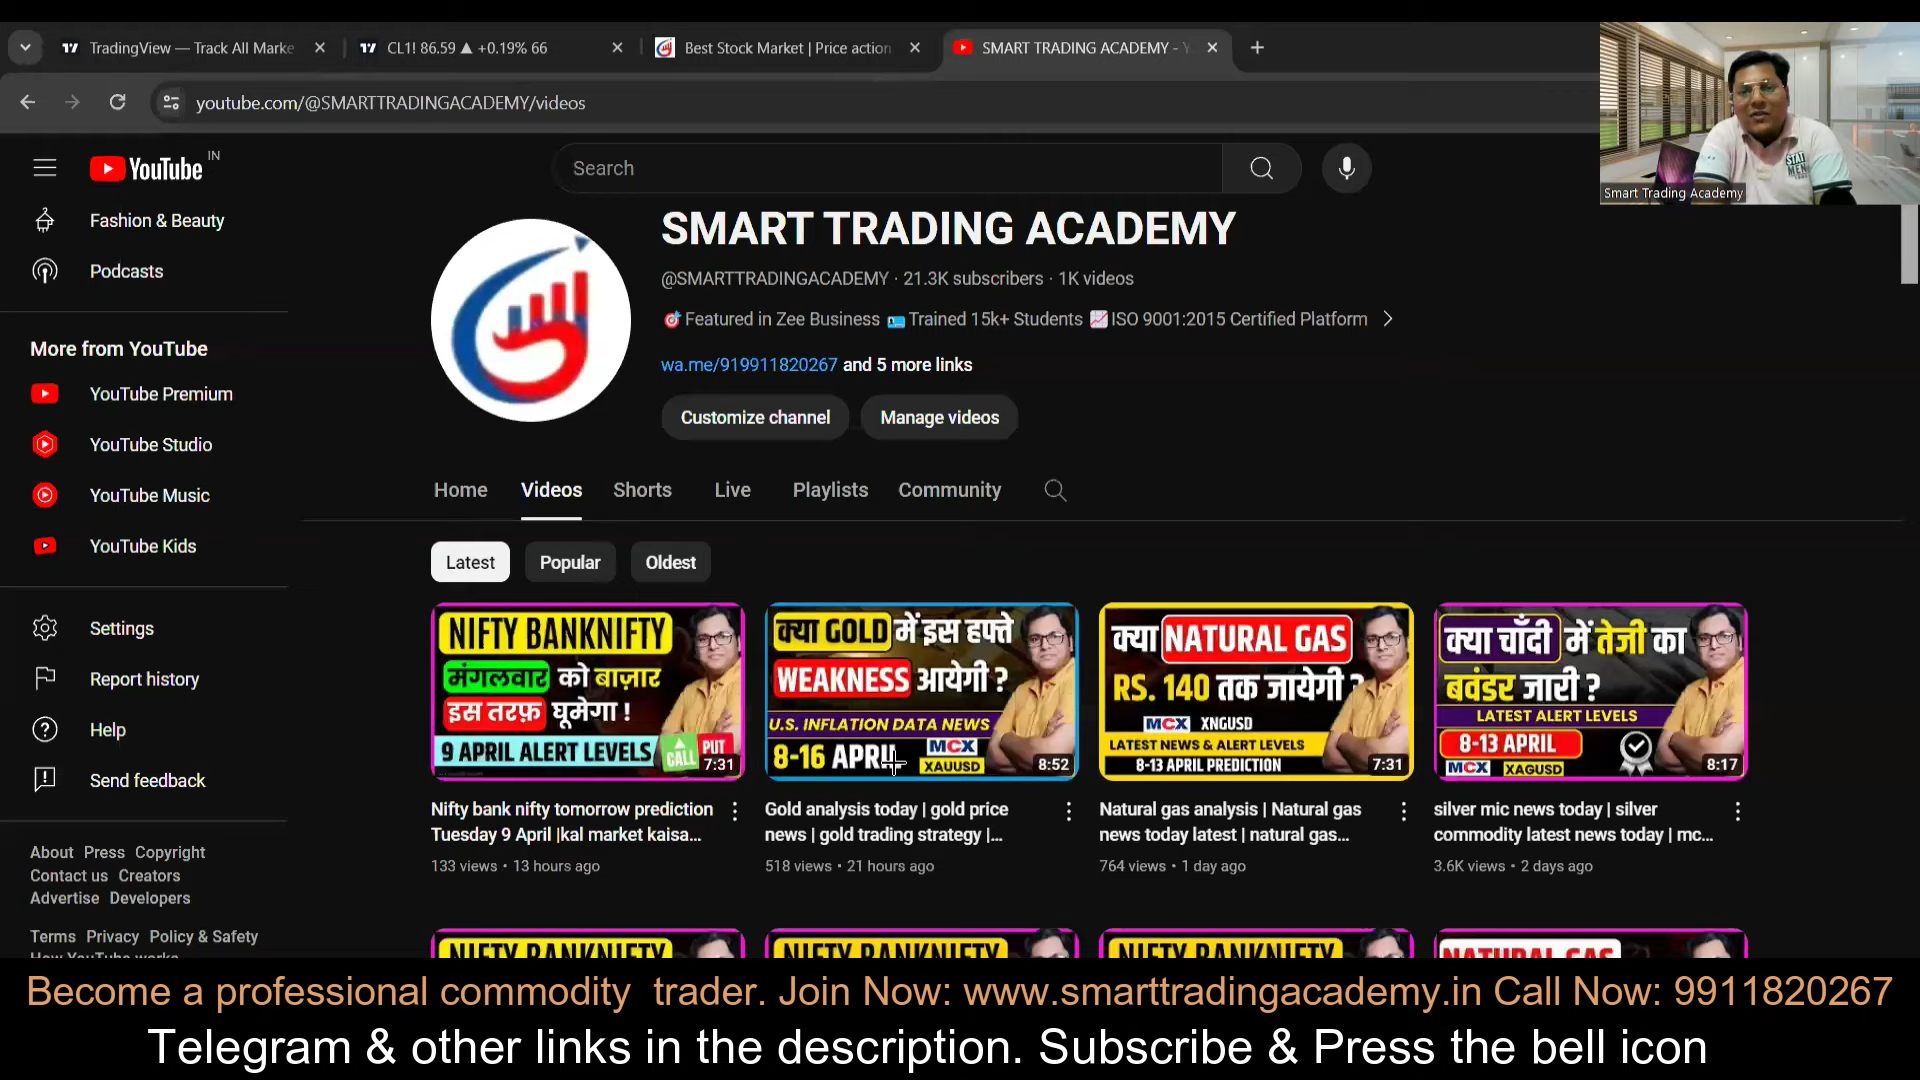 TradingView — Track All Marke
CL1! 86.59 ▲ +0.19% 66
Best Stock Market | Price action
SMART TRADING ACADEMY - Y
youtube.com/@SMARTTRADINGACADEMY/videos
Smart Trading Academy
YouTube IN
Search
Fashion & Beauty
Podcasts
More from YouTube
YouTube Premium
YouTube Studio
YouTube Music
YouTube Kids
Settings
Report history
Help
Send feedback
About Press Copyright
Contact us Creators
Advertise Developers
Terms Privacy Policy & Safety
How YouTube works
SMART TRADING ACADEMY
@SMARTTRADINGACADEMY · 21.3K subscribers · 1K videos
🎯 Featured in Zee Business 🪪 Trained 15k+ Students 📈 ISO 9001:2015 Certified Platform
wa.me/919911820267 and 5 more links
Customize channel
Manage videos
Home Videos Shorts Live Playlists Community
Latest Popular Oldest
NIFTY BANKNIFTY
मंगलवार को बाज़ार
इस तरफ़ घूमेगा !
9 APRIL ALERT LEVELS
CALL
PUT
7:31
Nifty bank nifty tomorrow prediction
Tuesday 9 April |kal market kaisa...
133 views • 13 hours ago
क्या GOLD में इस हफ्ते
WEAKNESS आयेगी ?
U.S. INFLATION DATA NEWS
8-16 APRIL
MCX
XAUUSD
8:52
Gold analysis today | gold price
news | gold trading strategy |...
518 views • 21 hours ago
क्या NATURAL GAS
RS. 140 तक जायेगी ?
MCX XNGUSD
LATEST NEWS & ALERT LEVELS
8-13 APRIL PREDICTION
7:31
Natural gas analysis | Natural gas
news today latest | natural gas...
764 views • 1 day ago
क्या चाँदी में तेजी का
बवंडर जारी ?
LATEST ALERT LEVELS
8-13 APRIL
MCX XAGUSD
8:17
silver mic news today | silver
commodity latest news today | mc...
3.6K views • 2 days ago
NIFTY BANKNIFTY
NIFTY BANKNIFTY
NIFTY BANKNIFTY
NATURAL GAS
Become a professional commodity trader. Join Now: www.smarttradingacademy.in Call Now: 9911820267
Telegram & other links in the description. Subscribe & Press the bell icon